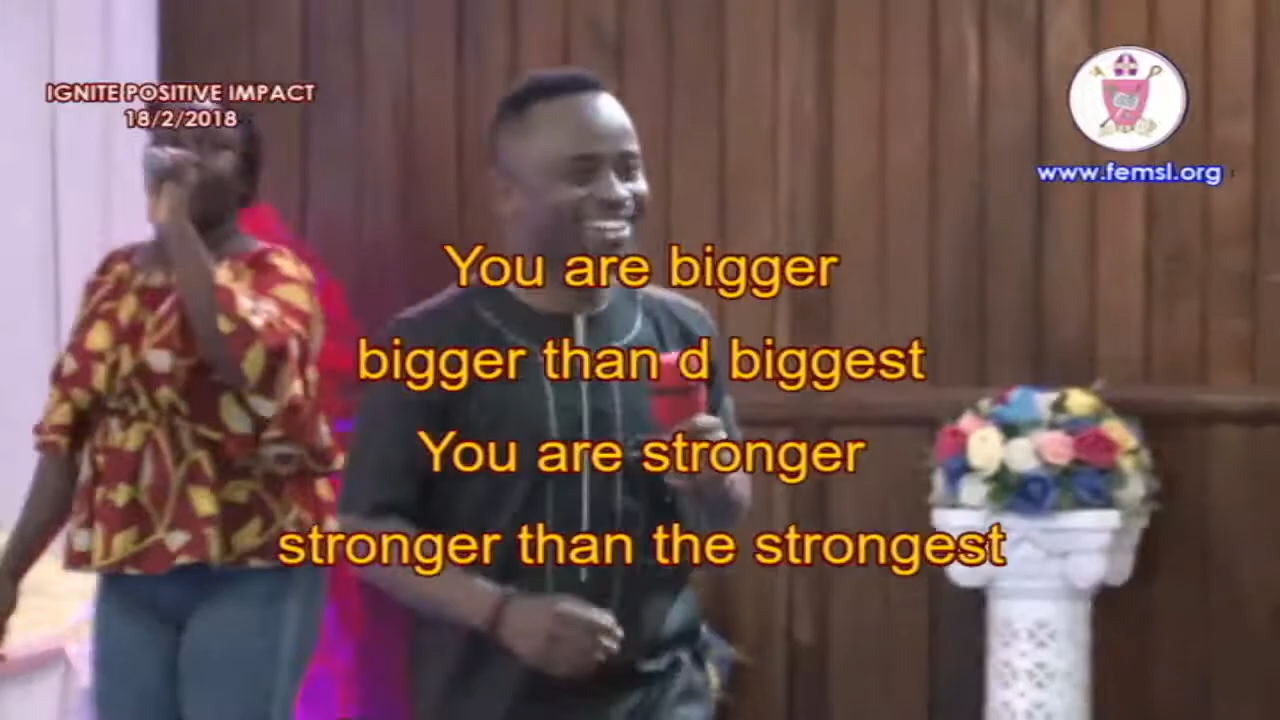 IGNITE POSITIVE IMPACT
18/2/2018
www.femsl.org
You are bigger
bigger than d biggest
You are stronger
stronger than the strongest